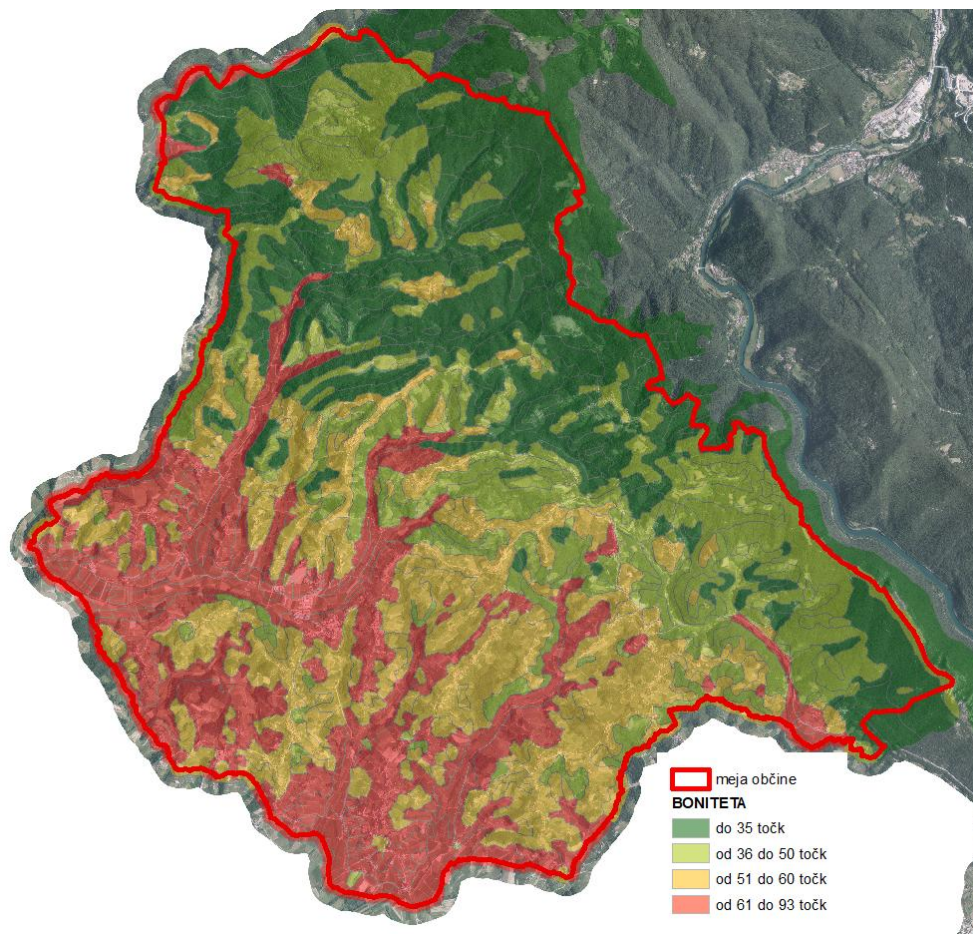 meja občine
BONITETA
do 35 točk
od 36 do 50 točk
od 51 do 60 točk
od 61 do 93 točk